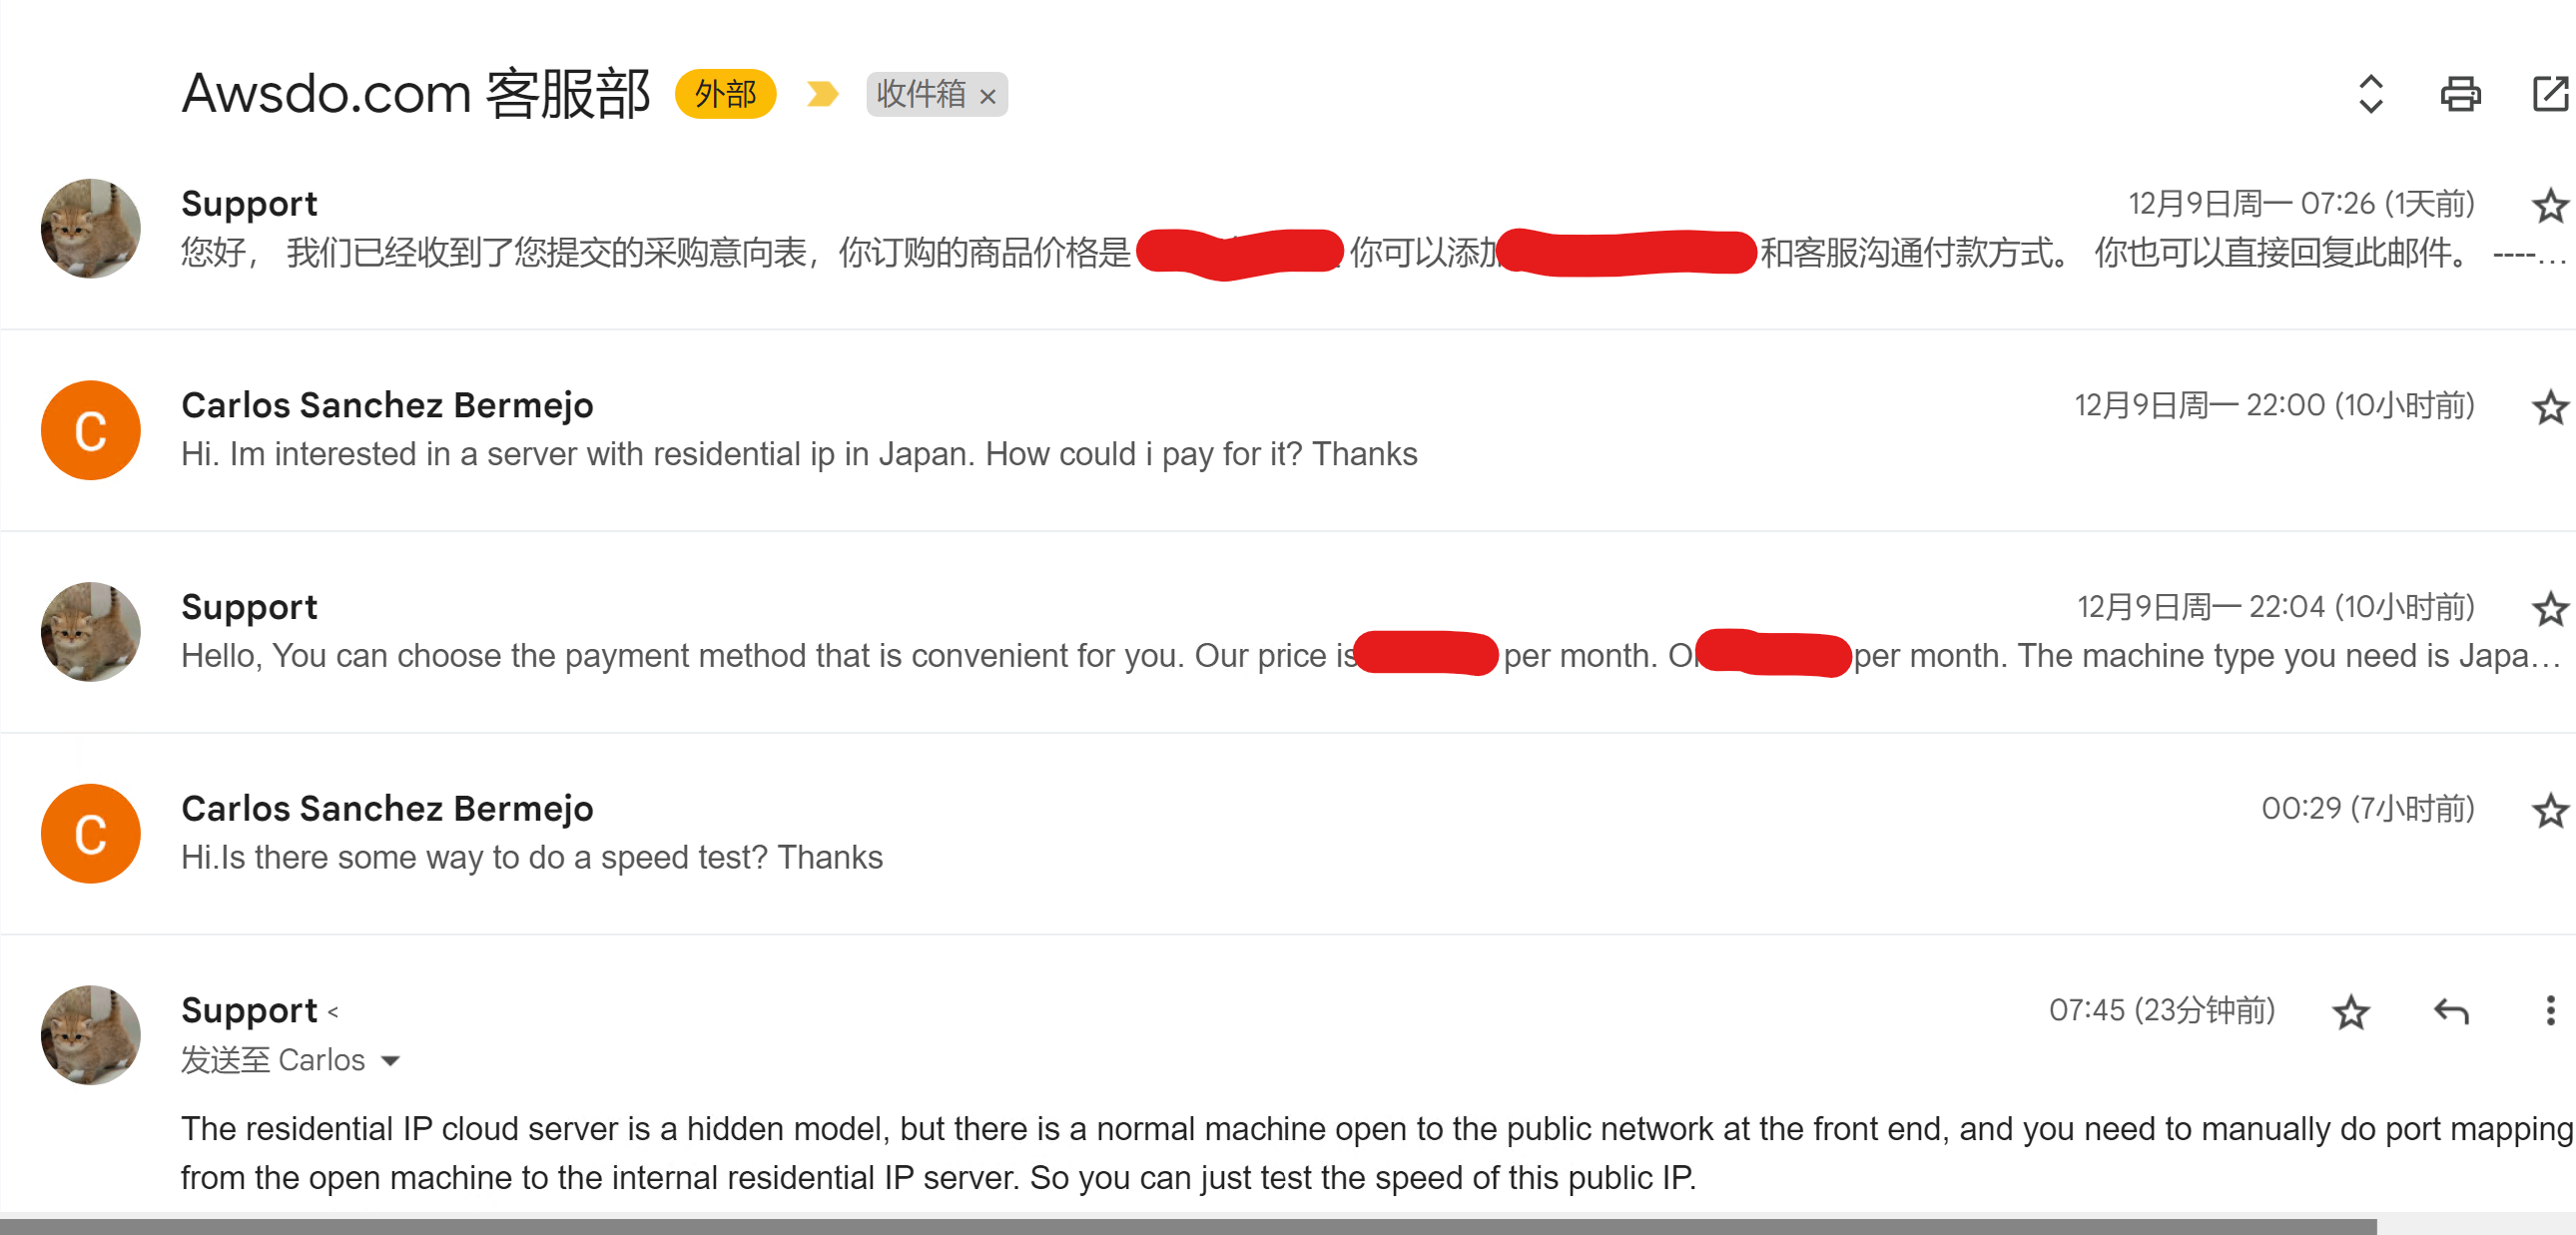 Awsdo.com 客服部 外部 收件箱 ×
Support 12月9日周一 07:26 (1天前)
您好， 我们已经收到了您提交的采购意向表，你订购的商品价格是 你可以添加 和客服沟通付款方式。 你也可以直接回复此邮件。 ----…
C Carlos Sanchez Bermejo 12月9日周一 22:00 (10小时前)
Hi. Im interested in a server with residential ip in Japan. How could i pay for it? Thanks
Support 12月9日周一 22:04 (10小时前)
Hello, You can choose the payment method that is convenient for you. Our price is per month. per month. The machine type you need is Japa…
C Carlos Sanchez Bermejo 00:29 (7小时前)
Hi.Is there some way to do a speed test? Thanks
Support < 07:45 (23分钟前)
发送至 Carlos
The residential IP cloud server is a hidden model, but there is a normal machine open to the public network at the front end, and you need to manually do port mapping
from the open machine to the internal residential IP server. So you can just test the speed of this public IP.